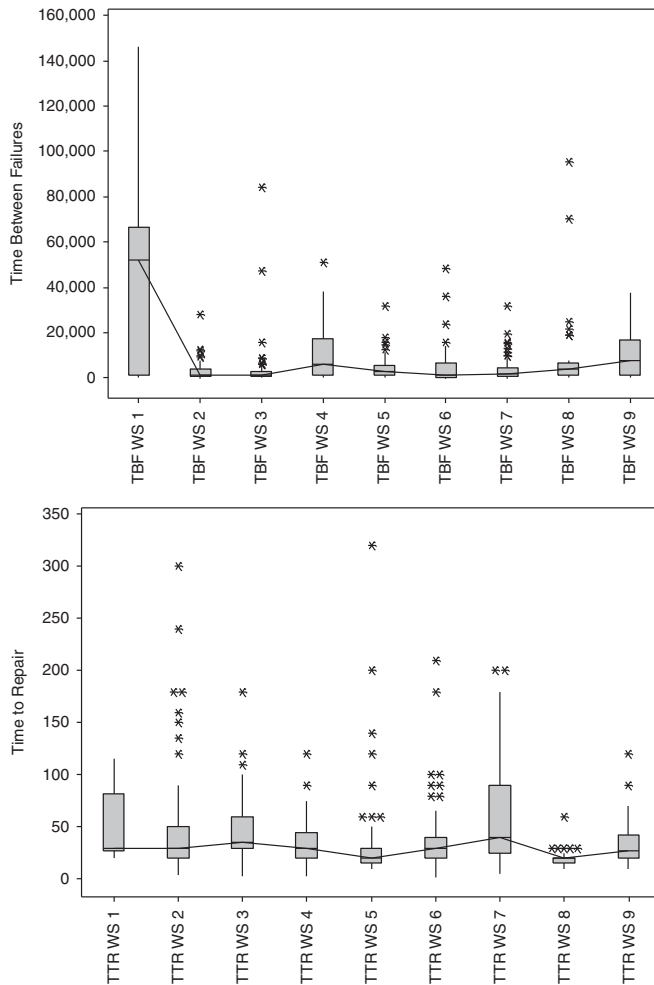 160,000
140,000
120,000
100,000
80,000
60,000
40,000
20,000
0
Time Between Failures
TBF WS 1
TBF WS 2
TBF WS 3
TBF WS 4
TBF WS 5
TBF WS 6
TBF WS 7
TBF WS 8
TBF WS 9
350
300
250
200
150
100
50
0
Time to Repair
TTR WS 1
TTR WS 2
TTR WS 3
TTR WS 4
TTR WS 5
TTR WS 6
TTR WS 7
TTR WS 8
TTR WS 9